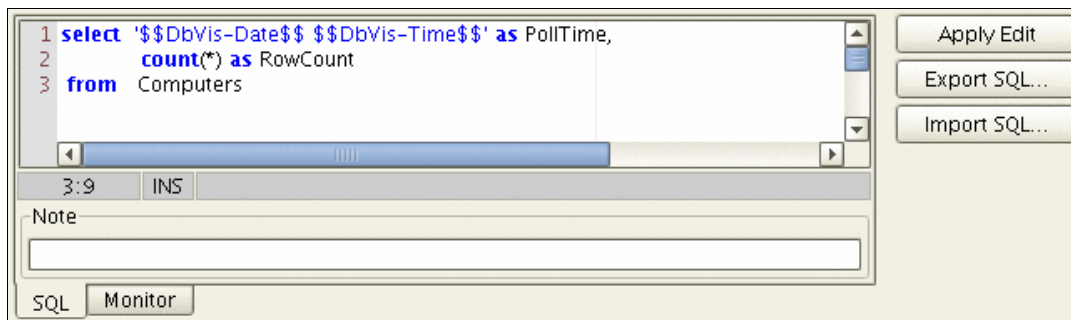 1 select '$$DbVis-Date$$ $$DbVis-Time$$' as PollTime,
2 count(*) as RowCount
3 from Computers
Apply Edit
Export SQL...
Import SQL...
3:9 INS
Note
SQL Monitor